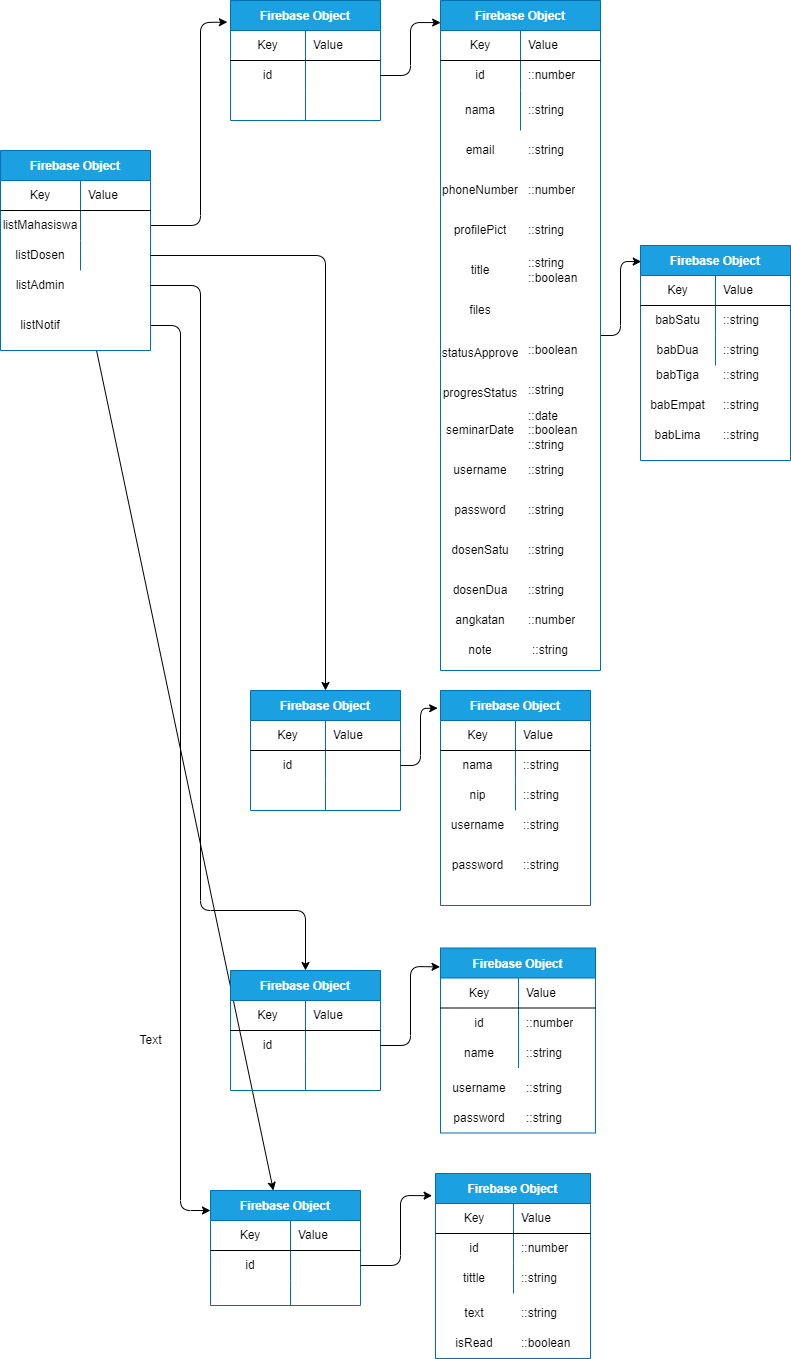 Firebase Object
Key Value
id
Firebase Object
Key Value
id ::number
nama ::string
email ::string
phoneNumber ::number
profilePict ::string
title ::string
::boolean
files
statusApprove ::boolean
progresStatus ::string
seminarDate ::date
::boolean
::string
username ::string
password ::string
dosenSatu ::string
dosenDua ::string
angkatan ::number
note ::string
Firebase Object
Key Value
listMahasiswa
listDosen
listAdmin
listNotif
Firebase Object
Key Value
babSatu ::string
babDua ::string
babTiga ::string
babEmpat ::string
babLima ::string
Firebase Object
Key Value
id
Firebase Object
Key Value
nama ::string
nip ::string
username ::string
password ::string
Firebase Object
Key Value
id
Firebase Object
Key Value
id ::number
name ::string
username ::string
password ::string
Text
Firebase Object
Key Value
id
Firebase Object
Key Value
id ::number
tittle ::string
text ::string
isRead ::boolean